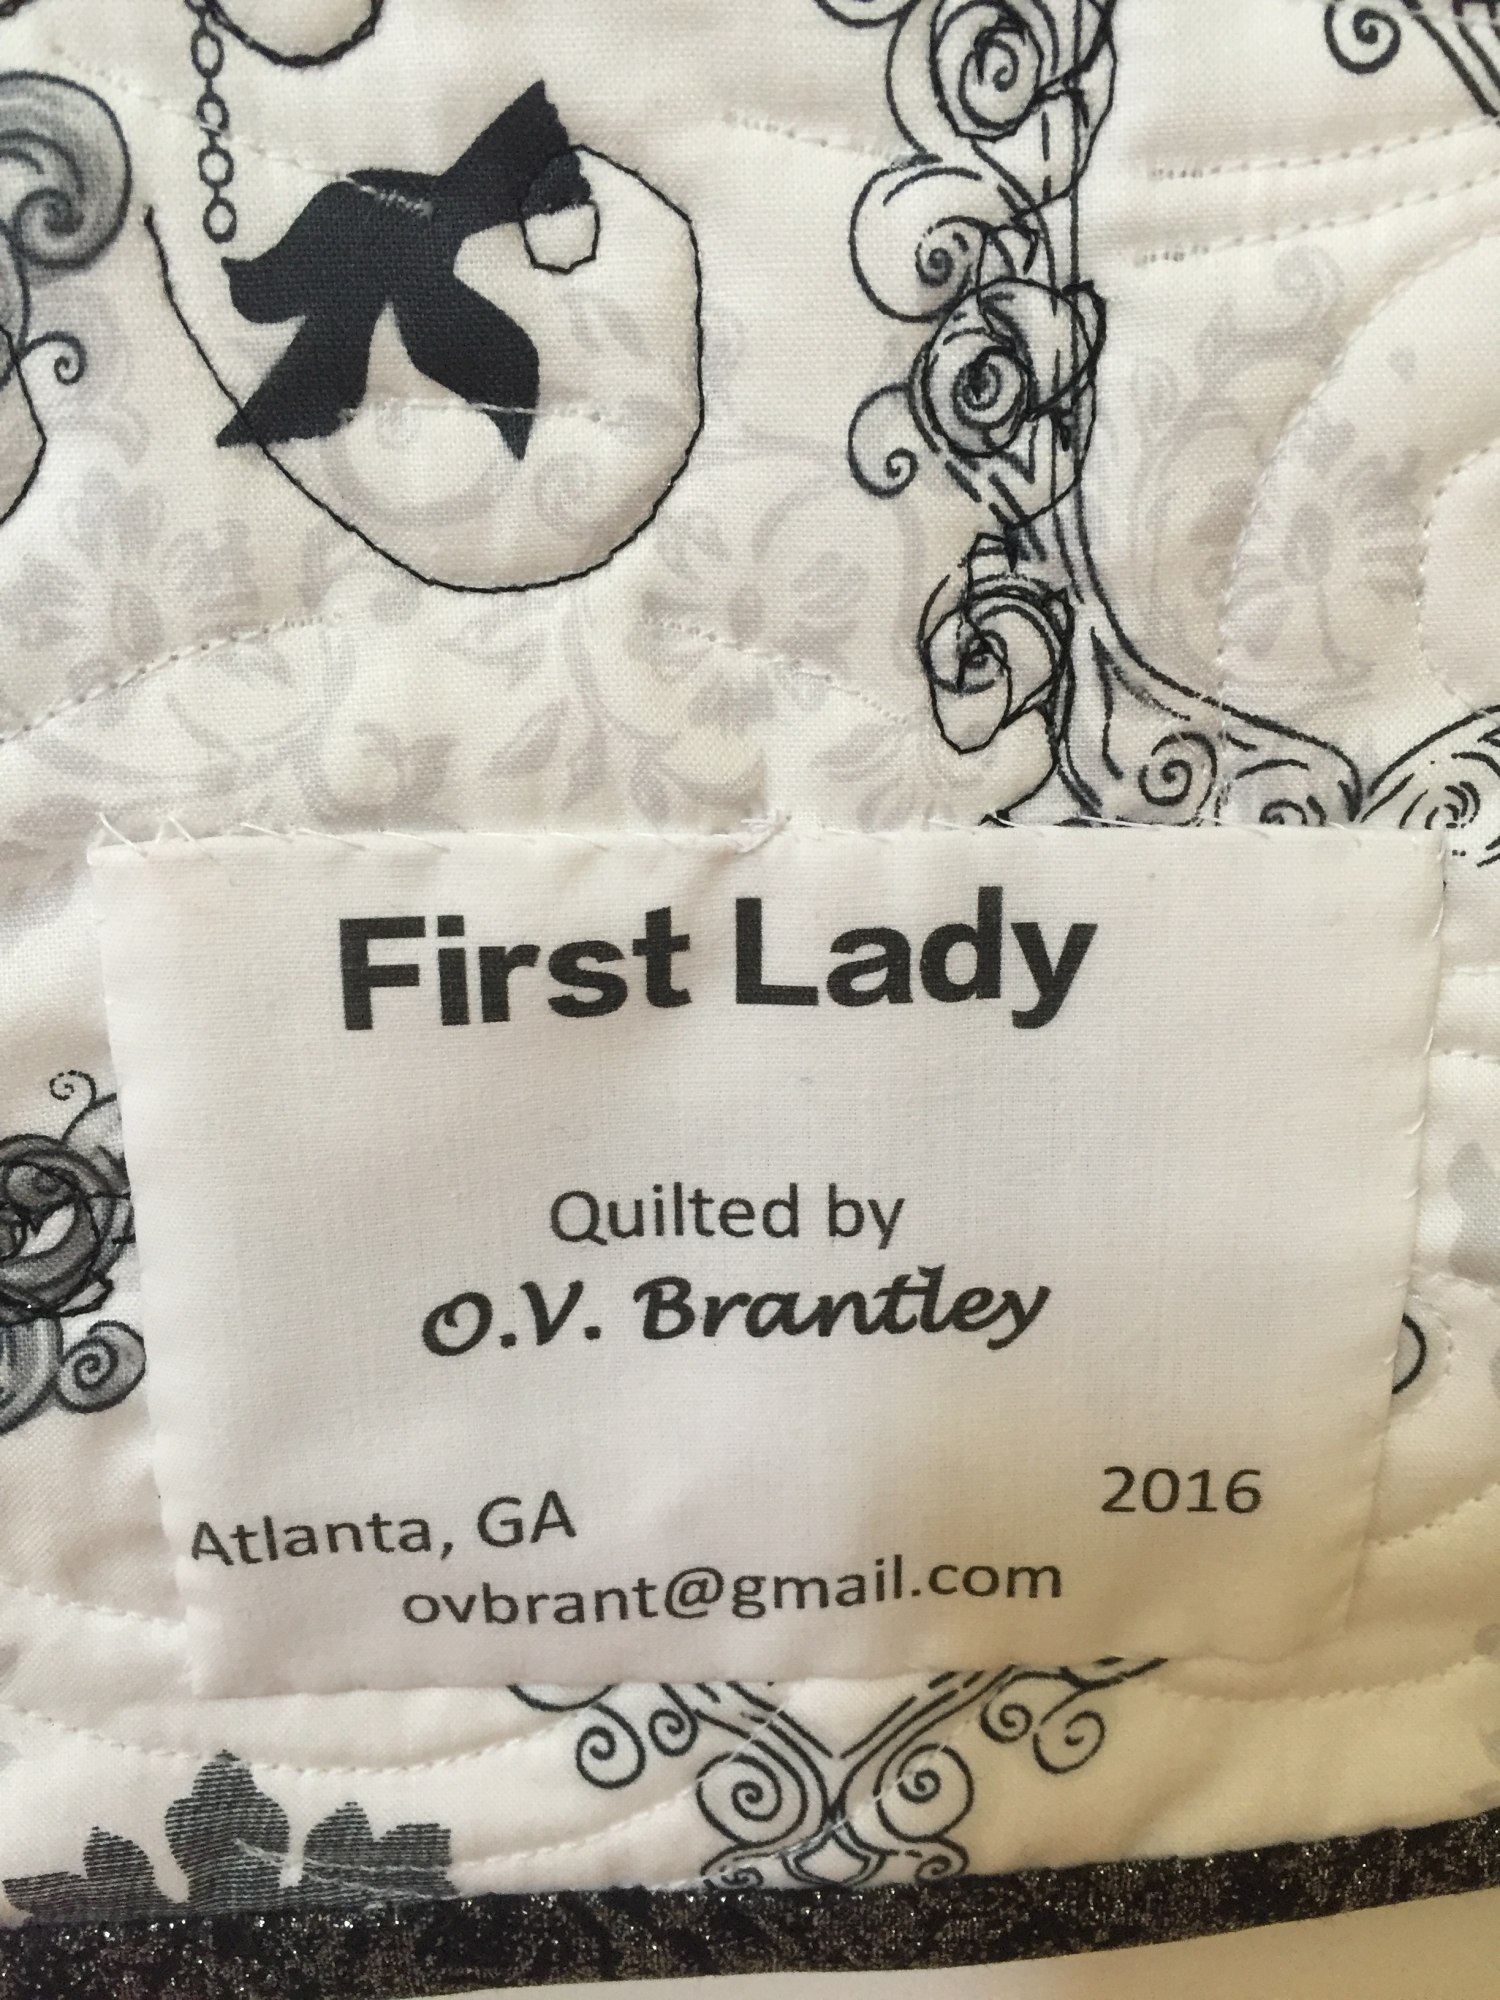 First Lady
Quilted by
O.V. Brantley
2016
Atlanta, GA
ovbrant@gmail.com